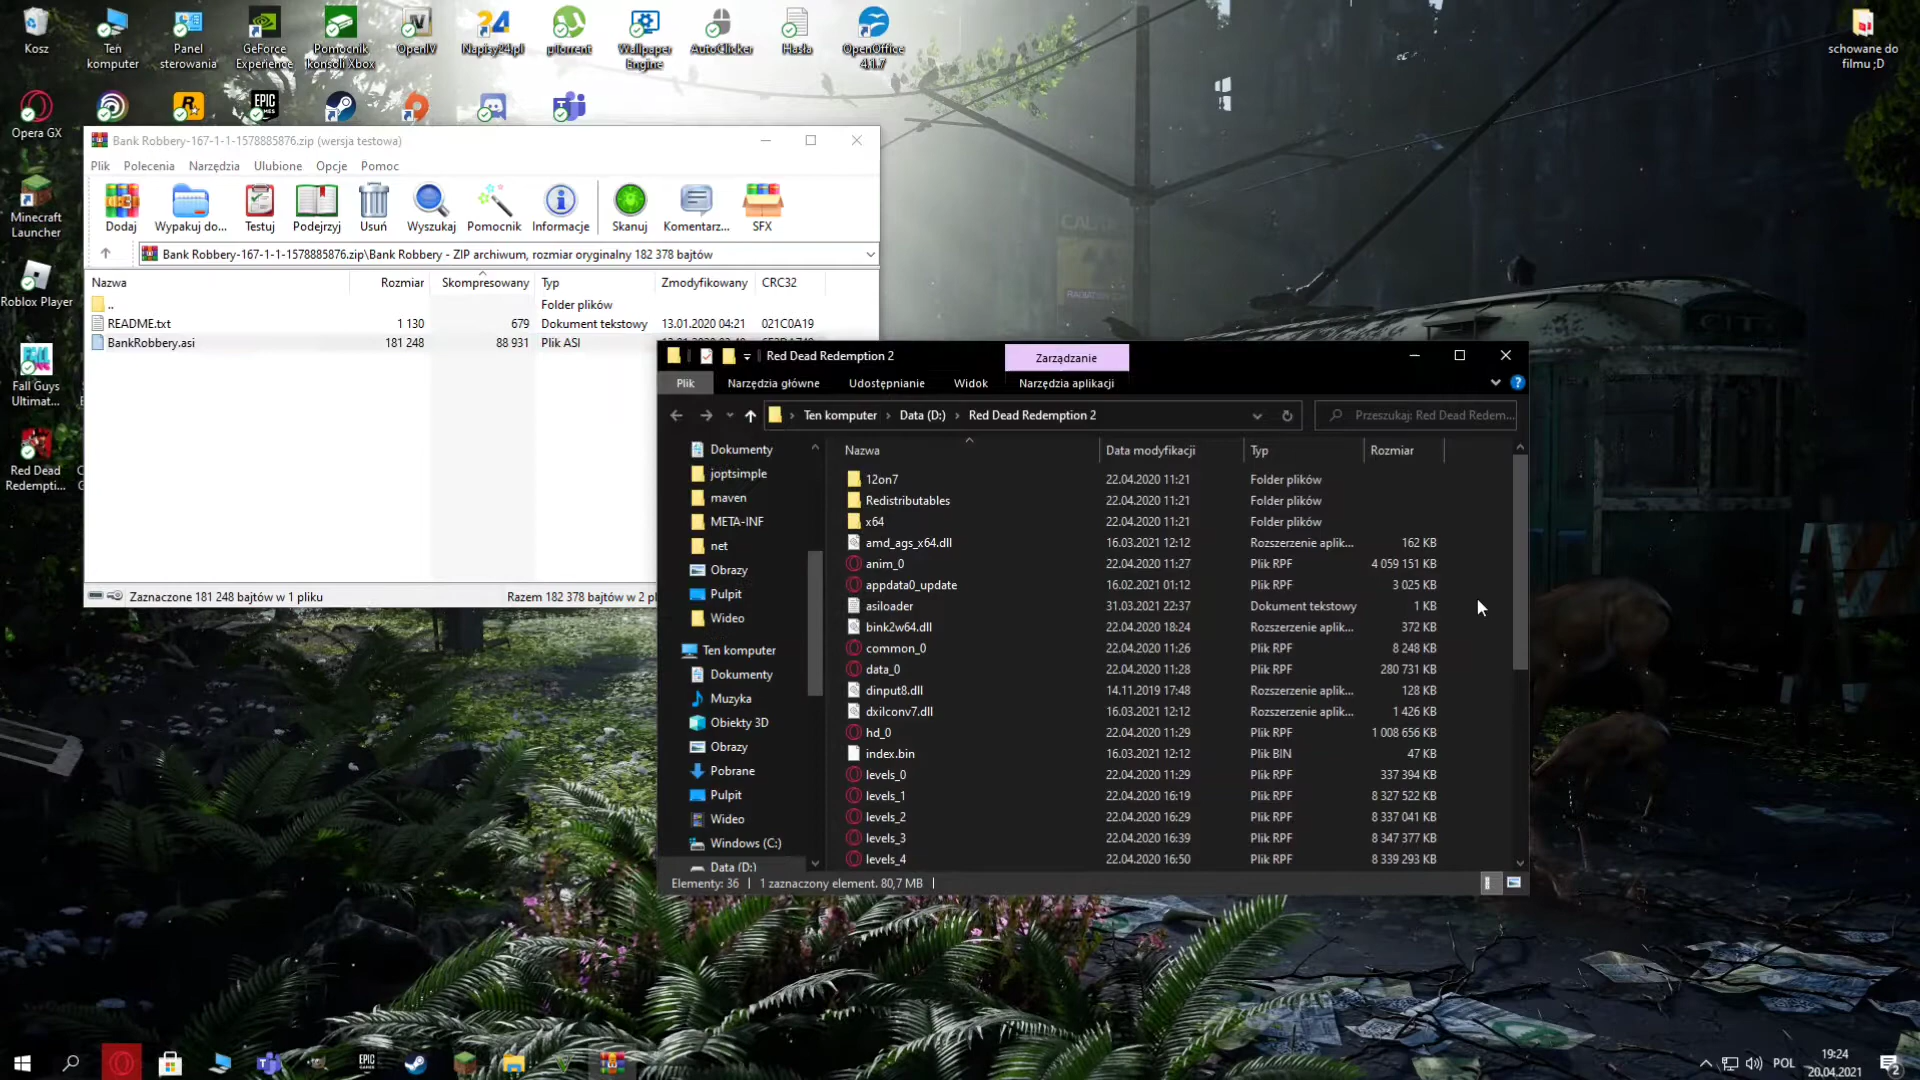 Kosz
Ten komputer
Panel sterowania
GeForce Experience
Pomocnik konsoli Xbox
OpenIV
Napisy24.pl
µTorrent
Wallpaper Engine
AutoClicker
Hasła
OpenOffice 4.1.7
schowane do filmu ;D
Opera GX
Minecraft Launcher
Roblox Player
Fall Guys Ultimat...
Red Dead Redempti...
Bank Robbery-167-1-1-1578885876.zip (wersja testowa)
Plik Polecenia Narzędzia Ulubione Opcje Pomoc
Dodaj Wypakuj do... Testuj Podejrzyj Usuń Wyszukaj Pomocnik Informacje Skanuj Komentarz... SFX
Bank Robbery-167-1-1-1578885876.zip\Bank Robbery - ZIP archiwum, rozmiar oryginalny 182 378 bajtów
Nazwa Rozmiar Skompresowany Typ Zmodyfikowany CRC32
.. Folder plików
README.txt 1 130 679 Dokument tekstowy 13.01.2020 04:21 021C0A19
BankRobbery.asi 181 248 88 931 Plik ASI
Zaznaczone 181 248 bajtów w 1 pliku Razem 182 378 bajtów w 2 pl
Red Dead Redemption 2 Zarządzanie
Plik Narzędzia główne Udostępnianie Widok Narzędzia aplikacji
Ten komputer > Data (D:) > Red Dead Redemption 2 Przeszukaj: Red Dead Redem...
Dokumenty
joptsimple
maven
META-INF
net
Obrazy
Pulpit
Wideo
Ten komputer
Dokumenty
Muzyka
Obiekty 3D
Obrazy
Pobrane
Pulpit
Wideo
Windows (C:)
Data (D:)
Nazwa Data modyfikacji Typ Rozmiar
12on7 22.04.2020 11:21 Folder plików
Redistributables 22.04.2020 11:21 Folder plików
x64 22.04.2020 11:21 Folder plików
amd_ags_x64.dll 16.03.2021 12:12 Rozszerzenie aplik... 162 KB
anim_0 22.04.2020 11:27 Plik RPF 4 059 151 KB
appdata0_update 16.02.2021 01:12 Plik RPF 3 025 KB
asiloader 31.03.2021 22:37 Dokument tekstowy 1 KB
bink2w64.dll 22.04.2020 18:24 Rozszerzenie aplik... 372 KB
common_0 22.04.2020 11:26 Plik RPF 8 248 KB
data_0 22.04.2020 11:28 Plik RPF 280 731 KB
dinput8.dll 14.11.2019 17:48 Rozszerzenie aplik... 128 KB
dxilconv7.dll 16.03.2021 12:12 Rozszerzenie aplik... 1 426 KB
hd_0 22.04.2020 11:29 Plik RPF 1 008 656 KB
index.bin 16.03.2021 12:12 Plik BIN 47 KB
levels_0 22.04.2020 11:29 Plik RPF 337 394 KB
levels_1 22.04.2020 16:19 Plik RPF 8 327 522 KB
levels_2 22.04.2020 16:29 Plik RPF 8 337 041 KB
levels_3 22.04.2020 16:39 Plik RPF 8 347 377 KB
levels_4 22.04.2020 16:50 Plik RPF 8 339 293 KB
Elementy: 36 1 zaznaczony element. 80,7 MB
POL
19:24
20.04.2021